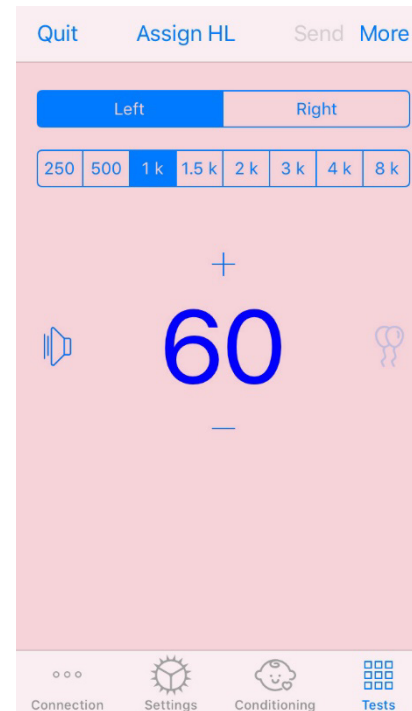 Quit Assign HL Send More
Left Right
250 500 1 k 1.5 k 2 k 3 k 4 k 8 k
+
60
—
Connection Settings Conditioning Tests